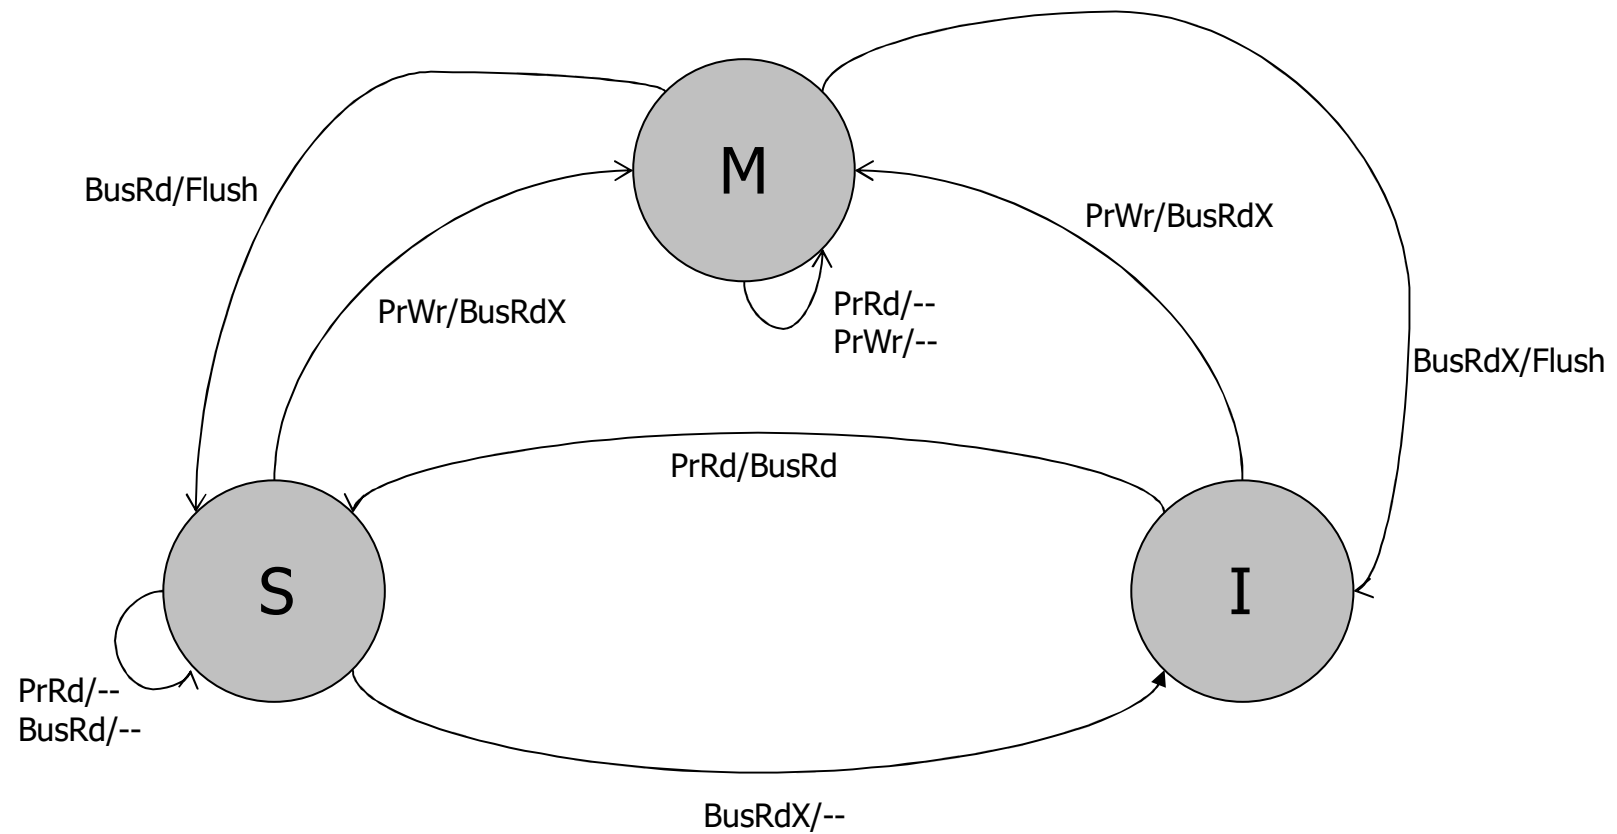 M
BusRd/Flush
PrWr/BusRdX
PrWr/BusRdX
PrRd/--
PrWr/--
BusRdX/Flush
PrRd/BusRd
S
I
PrRd/--
BusRd/--
BusRdX/--